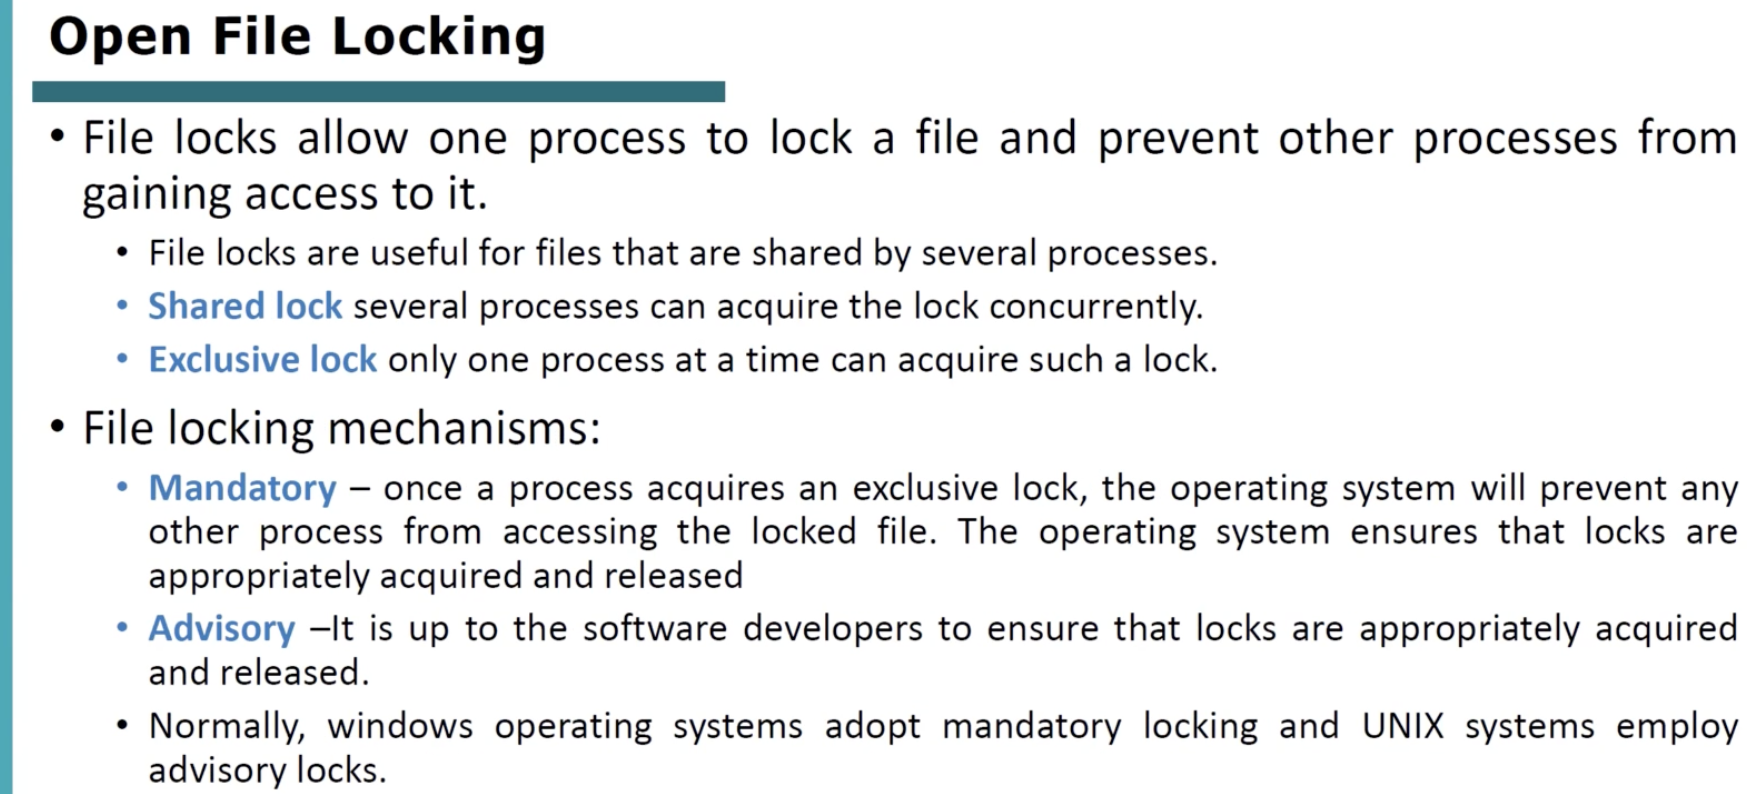 Open File Locking
• File locks allow one process to lock a file and prevent other processes from
gaining access to it.
• File locks are useful for files that are shared by several processes.
• Shared lock several processes can acquire the lock concurrently.
• Exclusive lock only one process at a time can acquire such a lock.
• File locking mechanisms:
• Mandatory – once a process acquires an exclusive lock, the operating system will prevent any
other process from accessing the locked file. The operating system ensures that locks are
appropriately acquired and released
• Advisory –It is up to the software developers to ensure that locks are appropriately acquired
and released.
• Normally, windows operating systems adopt mandatory locking and UNIX systems employ
advisory locks.